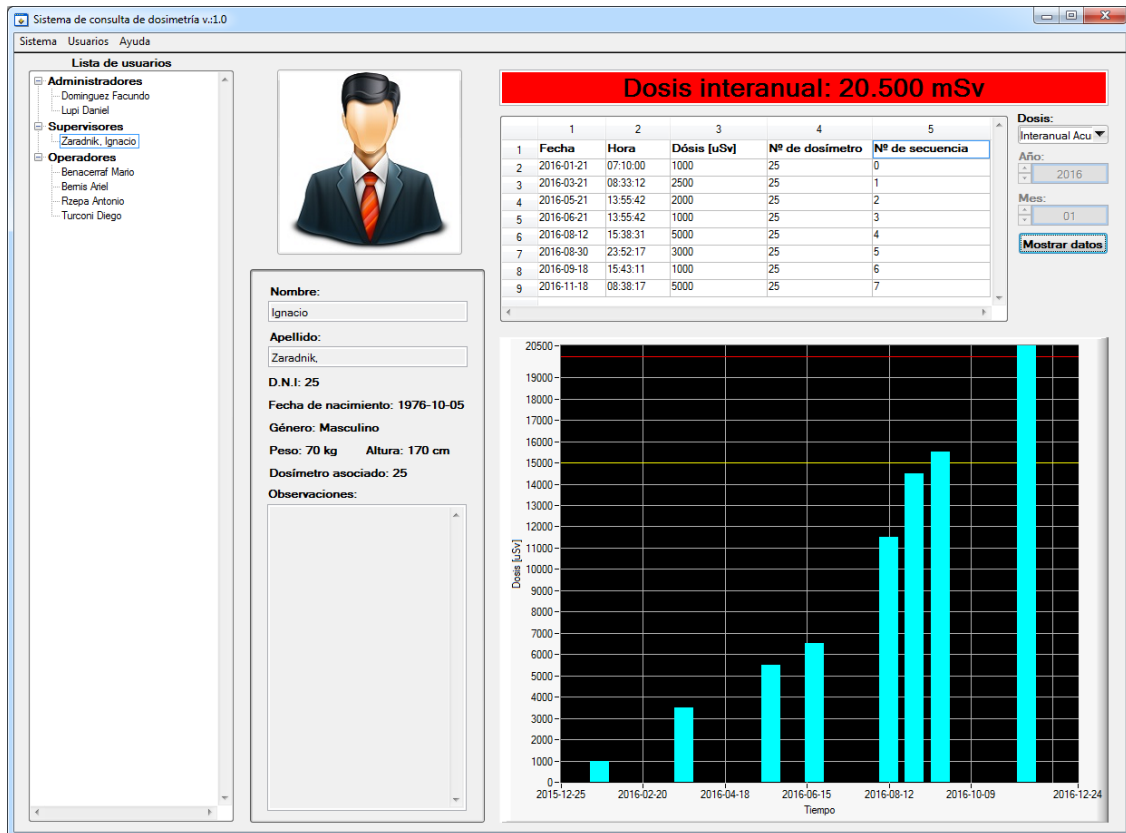 Sistema de consulta de dosimetría v.:1.0
Sistema Usuarios Ayuda
Lista de usuarios
Administradores
Dominguez Facundo
Lupi Daniel
Supervisores
Zaradnik, Ignacio
Operadores
Benacerraf Mario
Bemis Ariel
Rzepa Antonio
Turconi Diego
Nombre:
Ignacio
Apellido:
Zaradnik,
D.N.I: 25
Fecha de nacimiento: 1976-10-05
Género: Masculino
Peso: 70 kg Altura: 170 cm
Dosímetro asociado: 25
Observaciones:
Dosis interanual: 20.500 mSv
1 2 3 4 5
1 Fecha Hora Dósis [uSv] Nº de dosímetro Nº de secuencia
2 2016-01-21 07:10:00 1000 25 0
3 2016-03-21 08:33:12 2500 25 1
4 2016-05-21 13:55:42 2000 25 2
5 2016-06-21 13:55:42 1000 25 3
6 2016-08-12 15:38:31 5000 25 4
7 2016-08-30 23:52:17 3000 25 5
8 2016-09-18 15:43:11 1000 25 6
9 2016-11-18 08:38:17 5000 25 7
Dosis:
Interanual Acu
Año:
2016
Mes:
01
Mostrar datos
20500
19000
18000
17000
16000
15000
14000
13000
12000
11000
10000
9000
8000
7000
6000
5000
4000
3000
2000
1000
0
Dosis [uSv]
2015-12-25 2016-02-20 2016-04-18 2016-06-15 2016-08-12 2016-10-09 2016-12-24
Tiempo